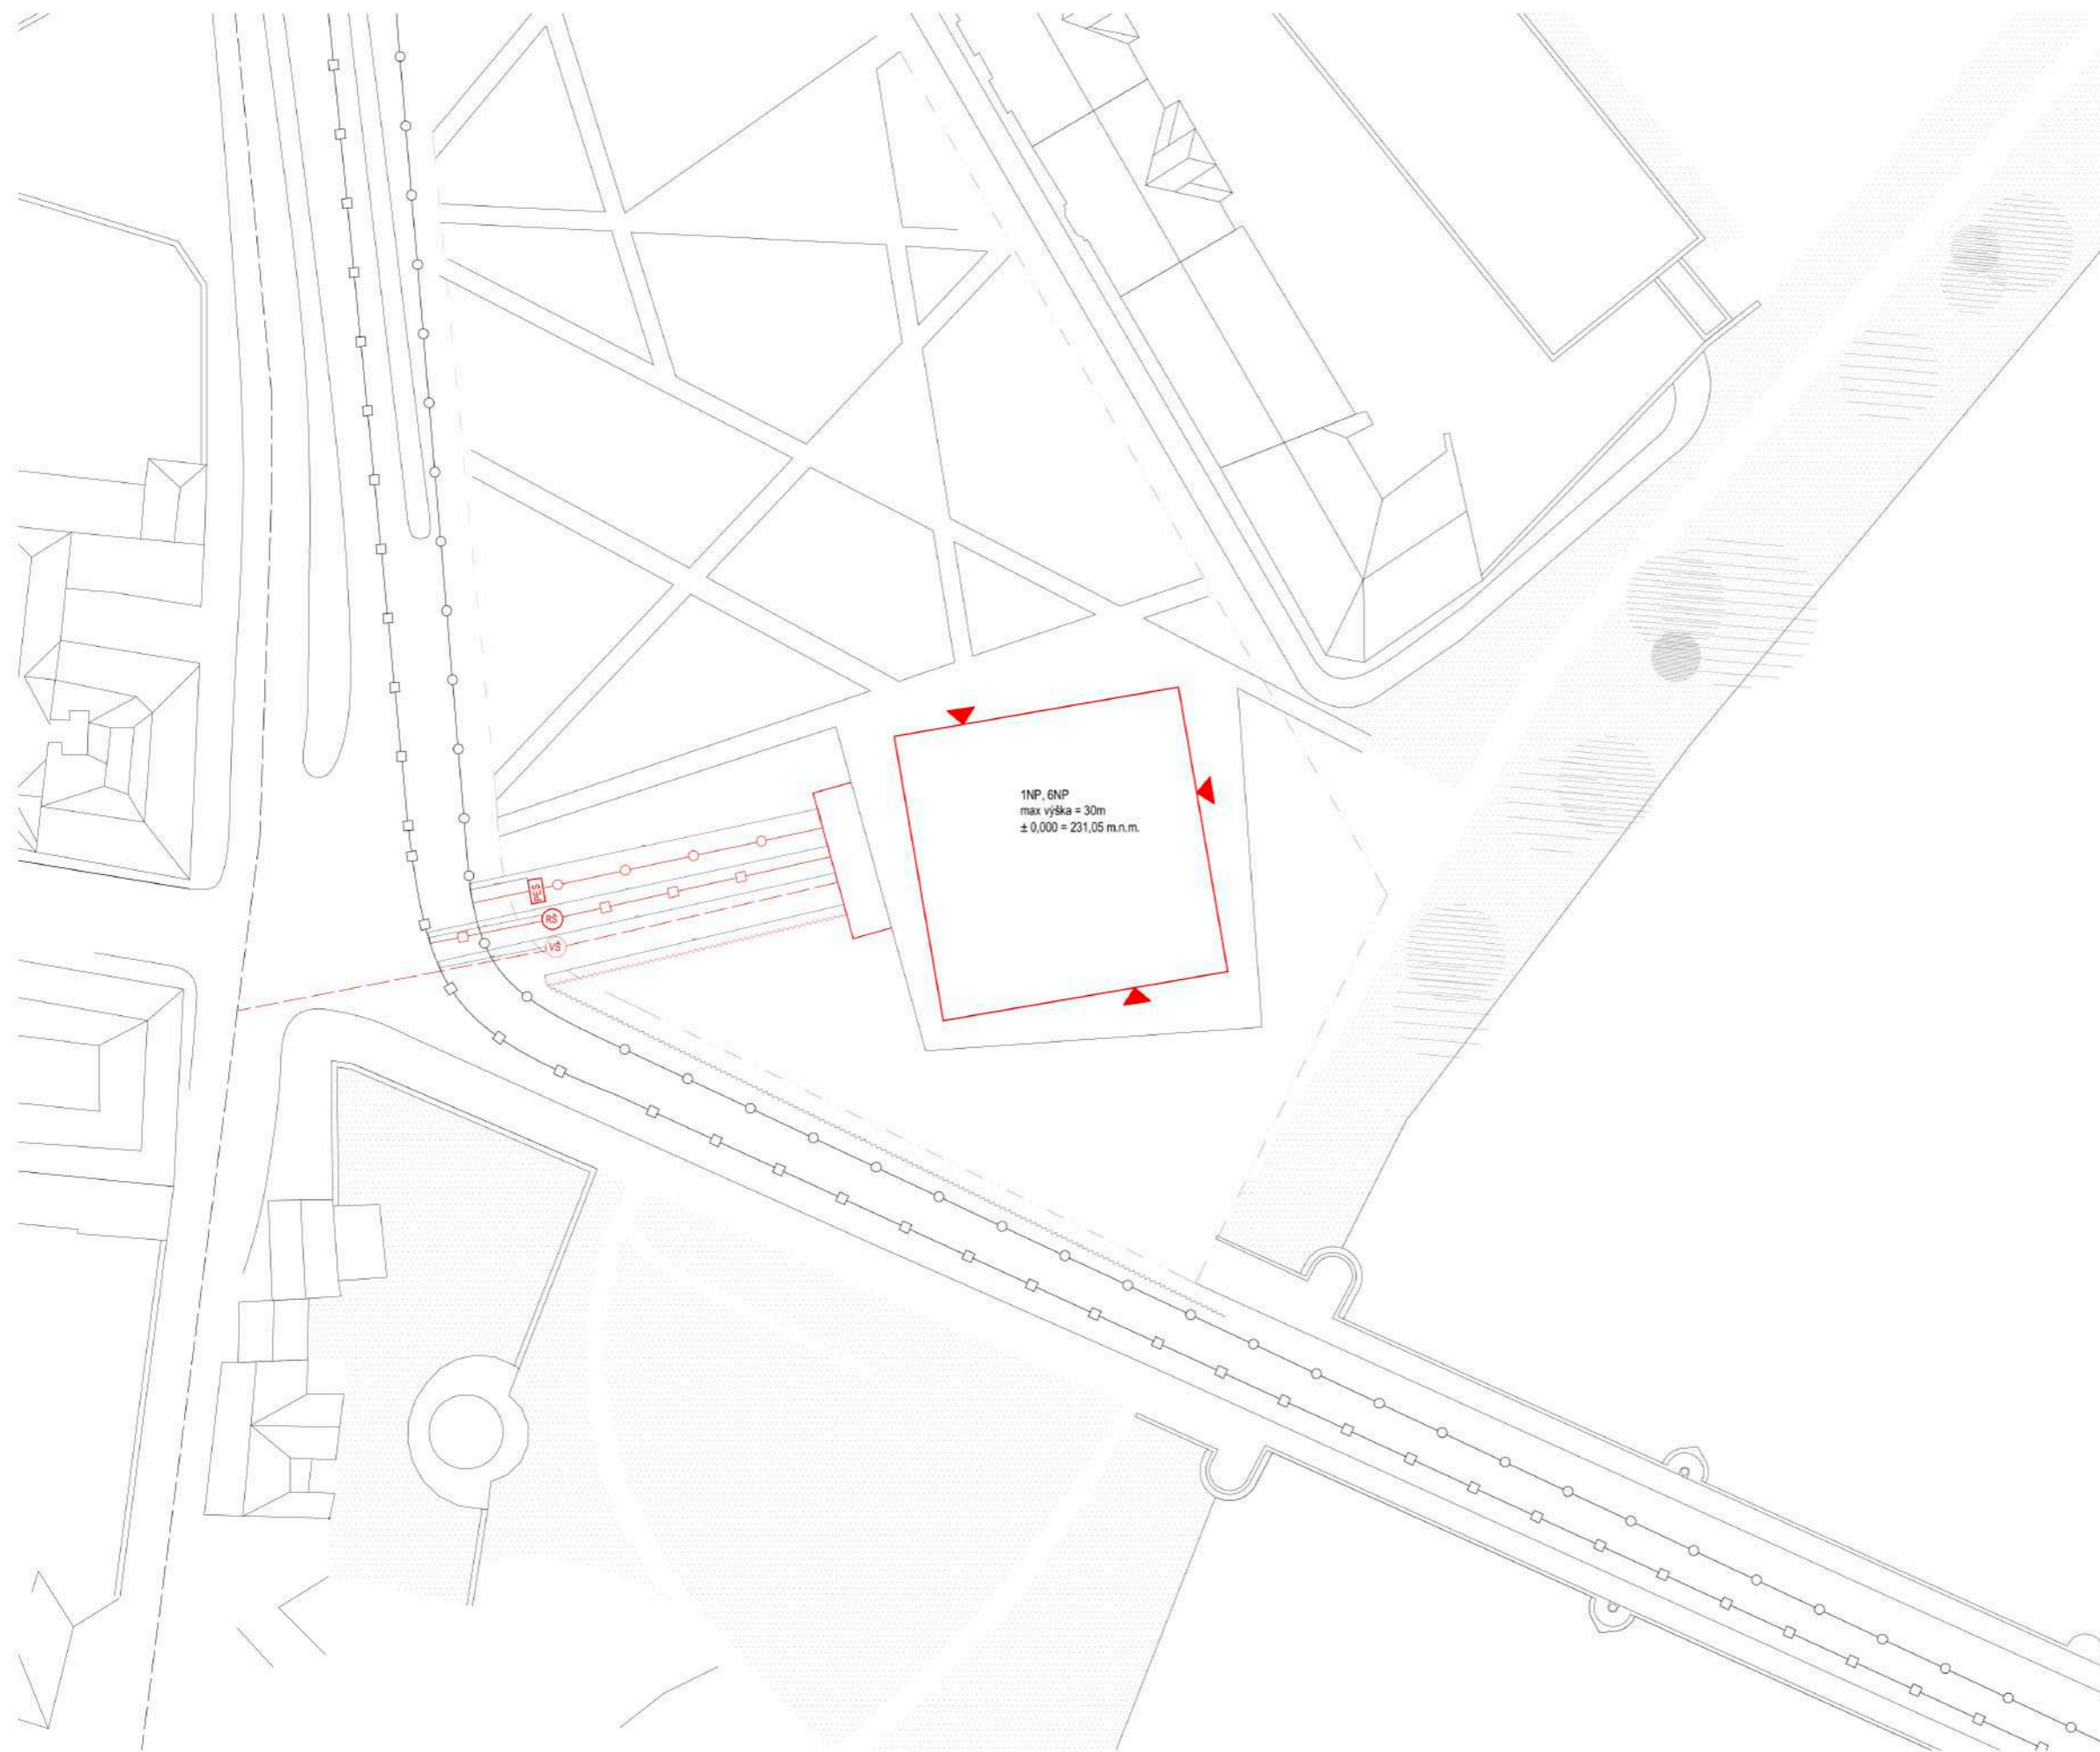 1NP, 6NP
max výška = 30m
± 0,000 = 231,05 m.n.m.
PES
RŠ
VŠ